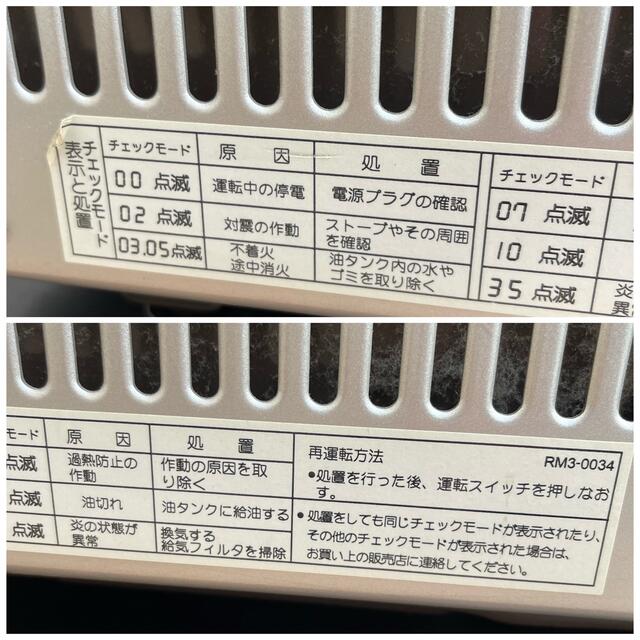 チェックモード
表示と処置
チェックモード 原因 処置
00 点滅 運転中の停電 電源プラグの確認
02 点滅 対震の作動 ストーブやその周囲
を確認
03.05点滅 不着火
途中消火 油タンク内の水や
ゴミを取り除く
チェックモード
07 点滅
10 点滅
35 点滅 炎
異常
モード 原因 処置
点滅 過熱防止の
作動 作動の原因を取
り除く
点滅 油切れ 油タンクに給油する
点滅 炎の状態が
異常 換気する
給気フィルタを掃除
再運転方法 RM3-0034
●処置を行った後、運転スイッチを押しなお
す。
●処置をしても同じチェックモードが表示されたり、
その他のチェックモードが表示された場合は、
お買い上の販売店に連絡してください。